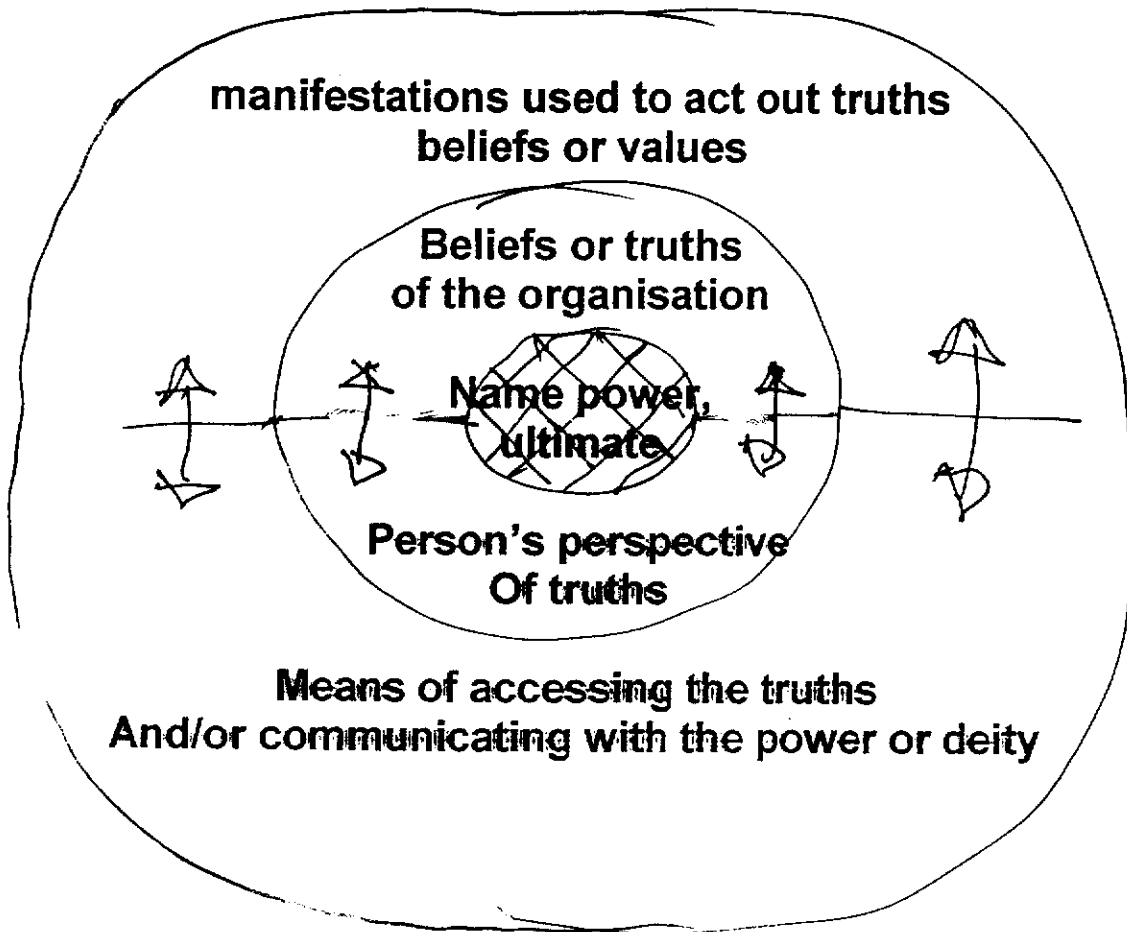 manifestations used to act out truths
beliefs or values
Beliefs or truths
of the organisation
Name power,
ultimate
Person's perspective
Of truths
Means of accessing the truths
And/or communicating with the power or deity